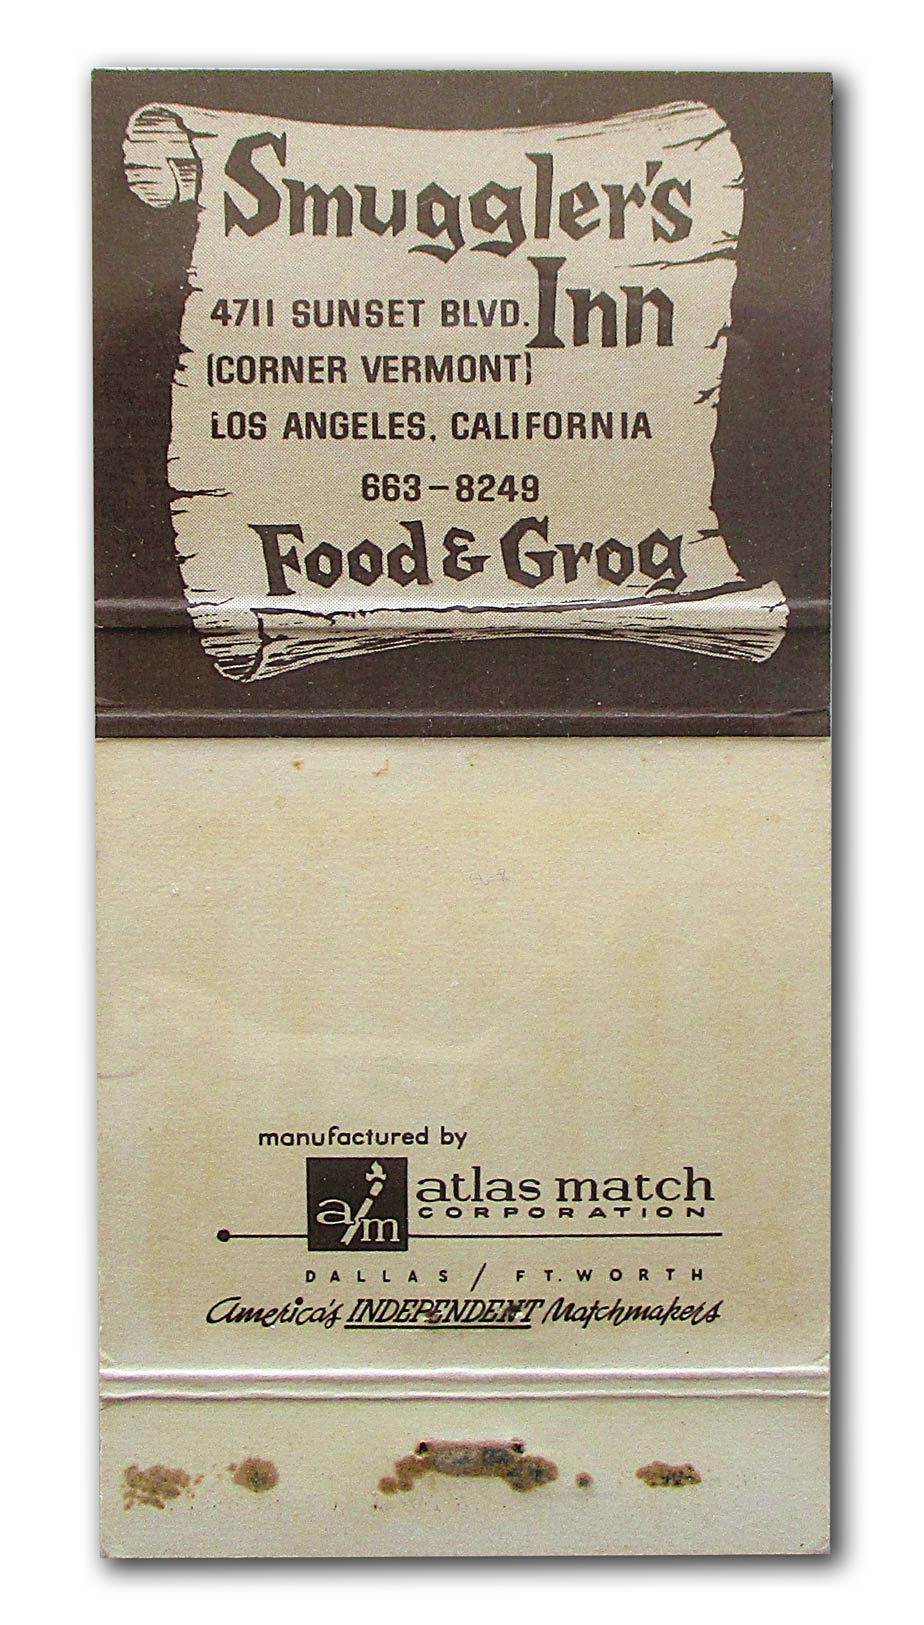 Smuggler's
Inn
4711 SUNSET BLVD.
(CORNER VERMONT)
LOS ANGELES, CALIFORNIA
663-8249
Food & Grog
manufactured by
a/m
atlas match
CORPORATION
DALLAS / FT. WORTH
America's INDEPENDENT Matchmakers